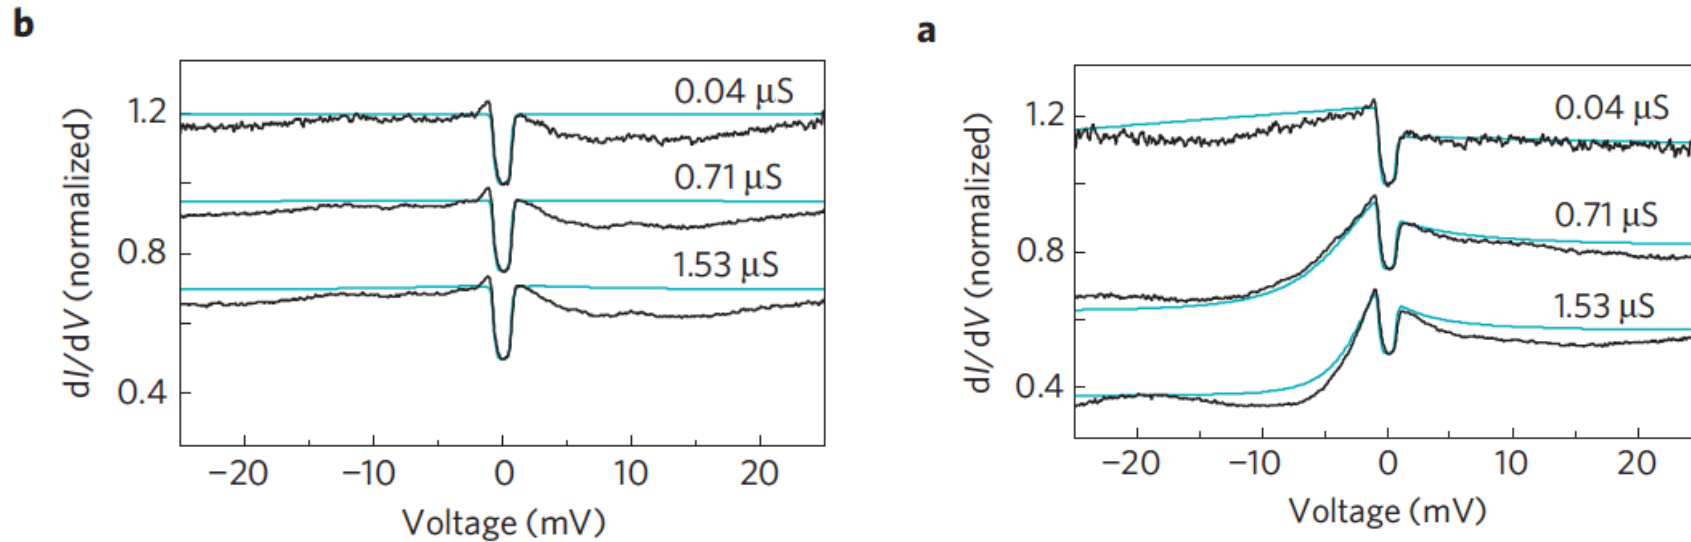 b
dI/dV (normalized)
1.2
0.8
0.4
0.04 µS
0.71 µS
1.53 µS
−20 −10 0 10 20
Voltage (mV)
a
dI/dV (normalized)
1.2
0.8
0.4
0.04 µS
0.71 µS
1.53 µS
−20 −10 0 10 20
Voltage (mV)